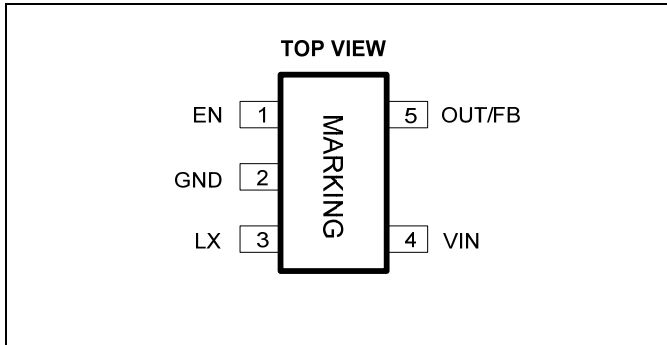 TOP VIEW
EN 1 5 OUT/FB
GND 2
LX 3 4 VIN
MARKING